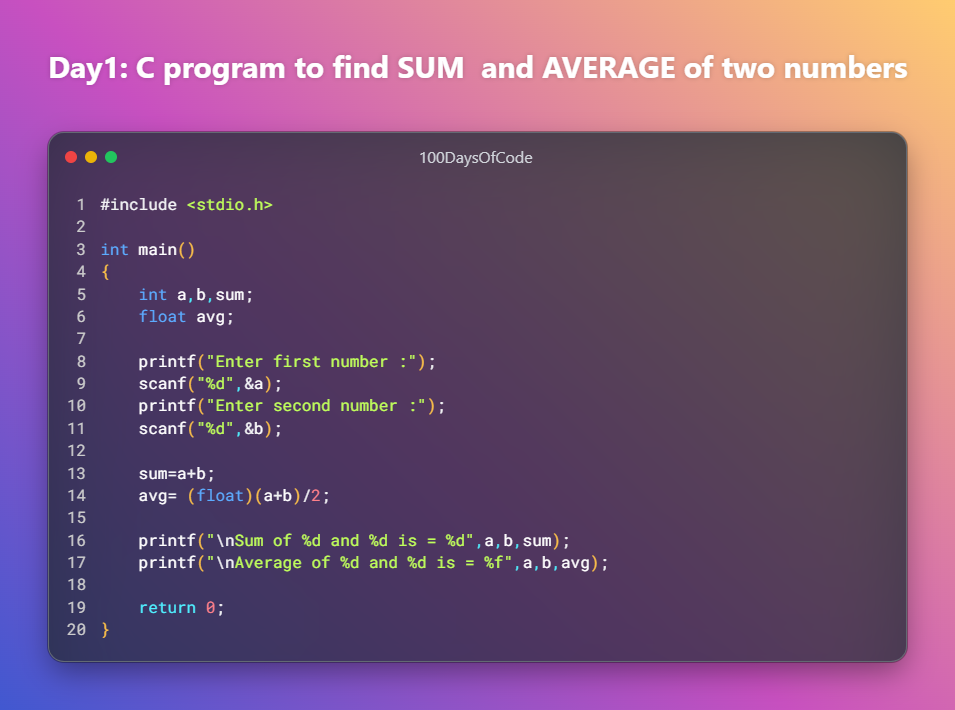 Day1: C program to find SUM  and AVERAGE of two numbers
100DaysOfCode
1 #include <stdio.h>
2
3 int main()
4 {
5     int a,b,sum;
6     float avg;
7
8     printf("Enter first number :");
9     scanf("%d",&a);
10     printf("Enter second number :");
11     scanf("%d",&b);
12
13     sum=a+b;
14     avg= (float)(a+b)/2;
15
16     printf("\nSum of %d and %d is = %d",a,b,sum);
17     printf("\nAverage of %d and %d is = %f",a,b,avg);
18
19     return 0;
20 }